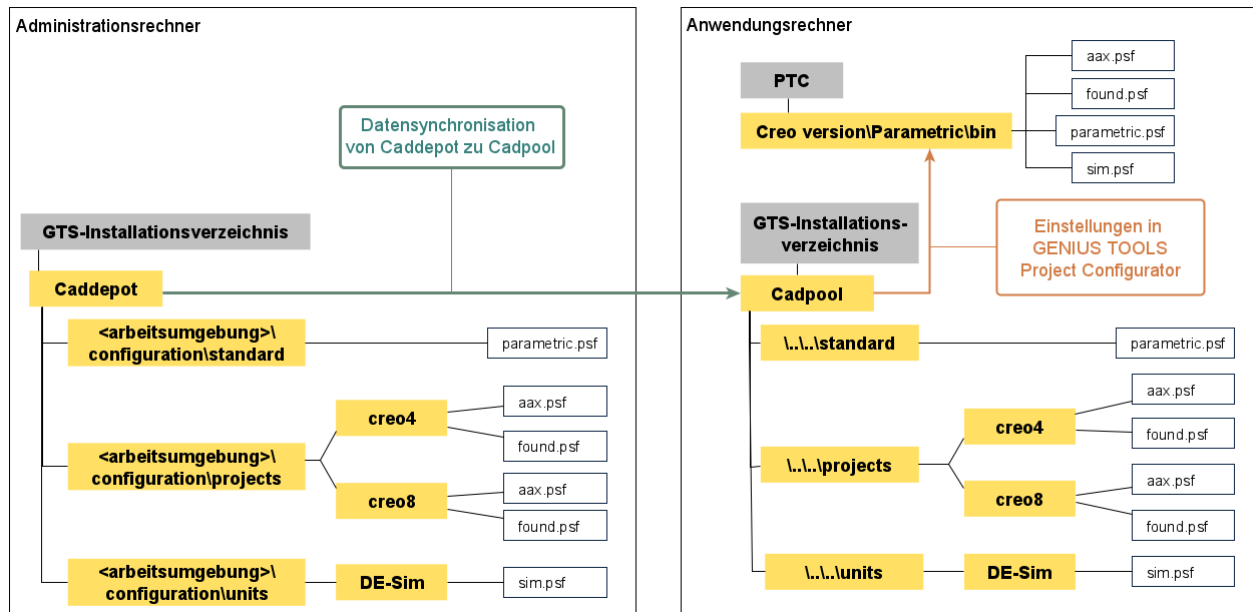 Administrationsrechner
Datensynchronisation
von Caddepot zu Cadpool
GTS-Installationsverzeichnis
Caddepot
<arbeitsumgebung>\
configuration\standard
parametric.psf
<arbeitsumgebung>\
configuration\projects
creo4
aax.psf
found.psf
creo8
aax.psf
found.psf
<arbeitsumgebung>\
configuration\units
DE-Sim
sim.psf
Anwendungsrechner
PTC
Creo version\Parametric\bin
aax.psf
found.psf
parametric.psf
sim.psf
GTS-Installations-
verzeichnis
Einstellungen in
GENIUS TOOLS
Project Configurator
Cadpool
\..\..\standard
parametric.psf
\..\..\projects
creo4
aax.psf
found.psf
creo8
aax.psf
found.psf
\..\..\units
DE-Sim
sim.psf